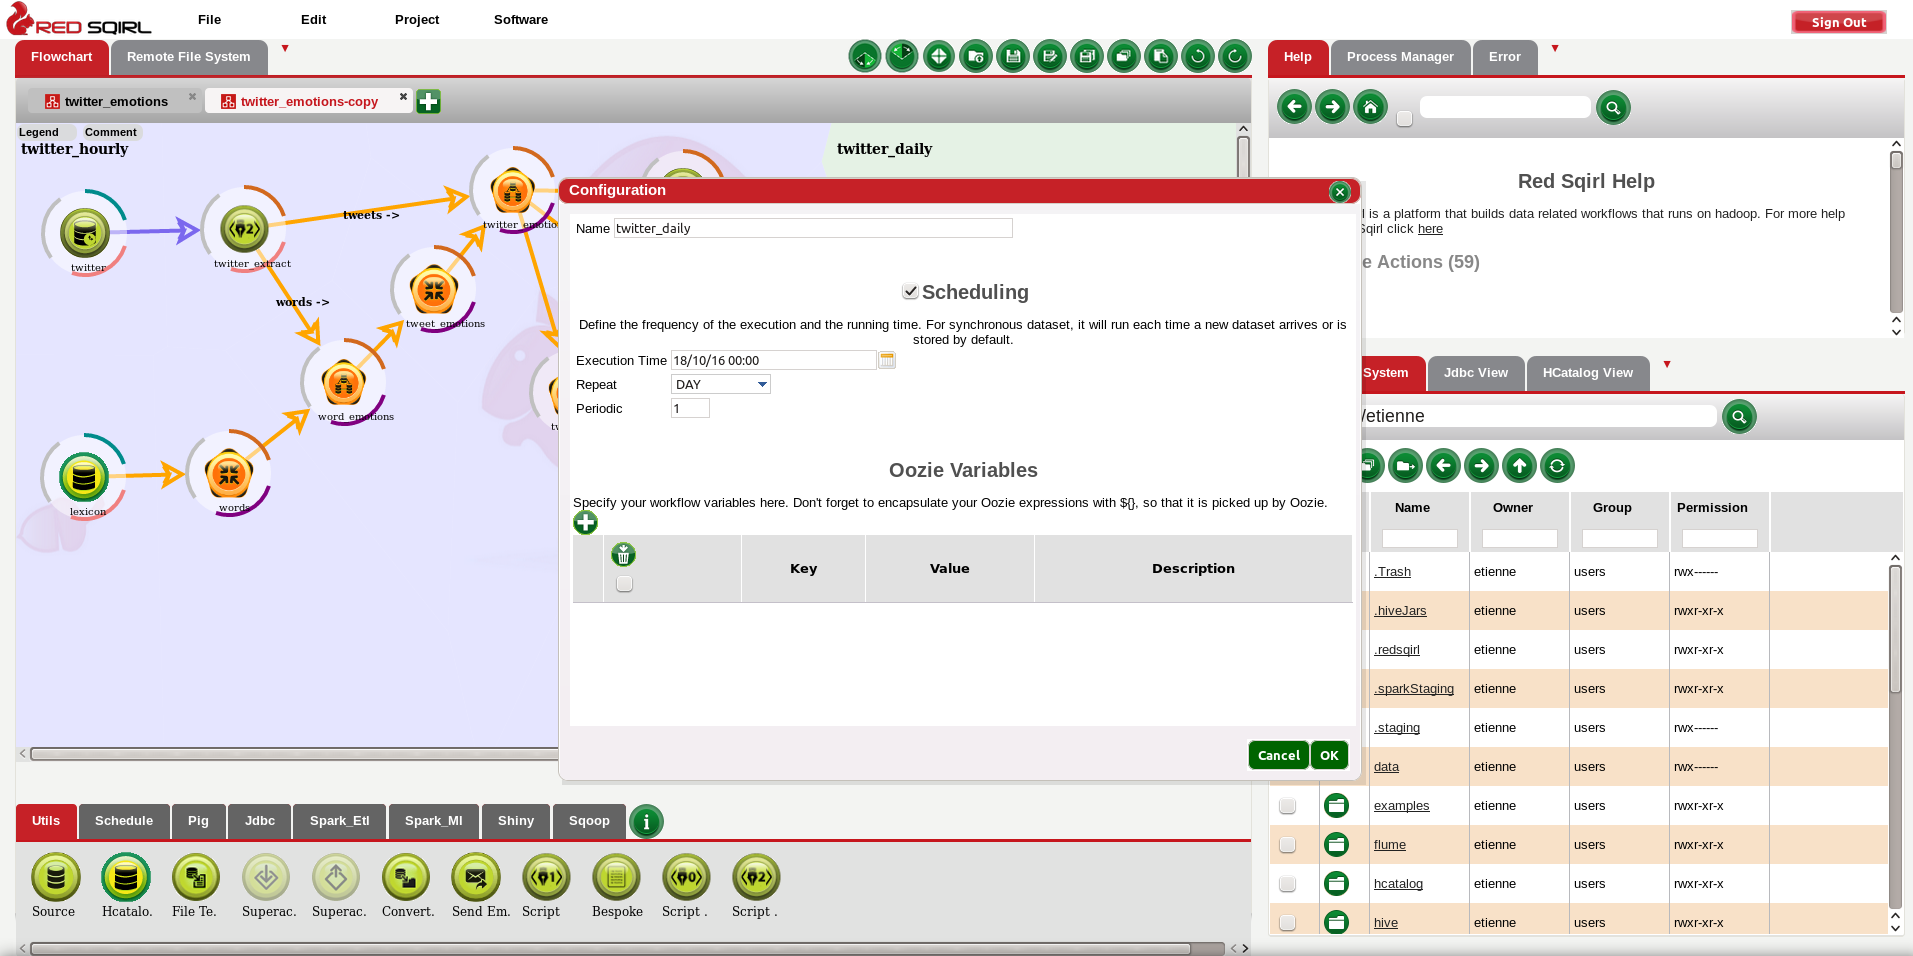 RED SQIRL
File
Edit
Project
Software
Sign Out
Flowchart
Remote File System
Help
Process Manager
Error
twitter_emotions
twitter_emotions-copy
Legend
Comment
twitter_hourly
twitter_daily
twitter
twitter_extract
tweets ->
words ->
tweet_emotions
word_emotions
lexicon
words
Configuration
Name
twitter_daily
Scheduling
Define the frequency of the execution and the running time. For synchronous dataset, it will run each time a new dataset arrives or is
stored by default.
Execution Time
18/10/16 00:00
Repeat
DAY
Periodic
1
Oozie Variables
Specify your workflow variables here. Don't forget to encapsulate your Oozie expressions with ${}, so that it is picked up by Oozie.
Key
Value
Description
Cancel
OK
Red Sqirl Help
is a platform that builds data related workflows that runs on hadoop. For more help
Sqirl click here
Actions (59)
System
Jdbc View
HCatalog View
/etienne
Name
Owner
Group
Permission
.Trash etienne users rwx------
.hiveJars etienne users rwxr-xr-x
.redsqirl etienne users rwxr-xr-x
.sparkStaging etienne users rwxr-xr-x
.staging etienne users rwx------
data etienne users rwx------
examples etienne users rwxr-xr-x
flume etienne users rwxr-xr-x
hcatalog etienne users rwxr-xr-x
hive etienne users rwxr-xr-x
Utils
Schedule
Pig
Jdbc
Spark_Etl
Spark_Ml
Shiny
Sqoop
Source
Hcatalo.
File Te.
Superac.
Superac.
Convert.
Send Em.
Script
Bespoke
Script .
Script .